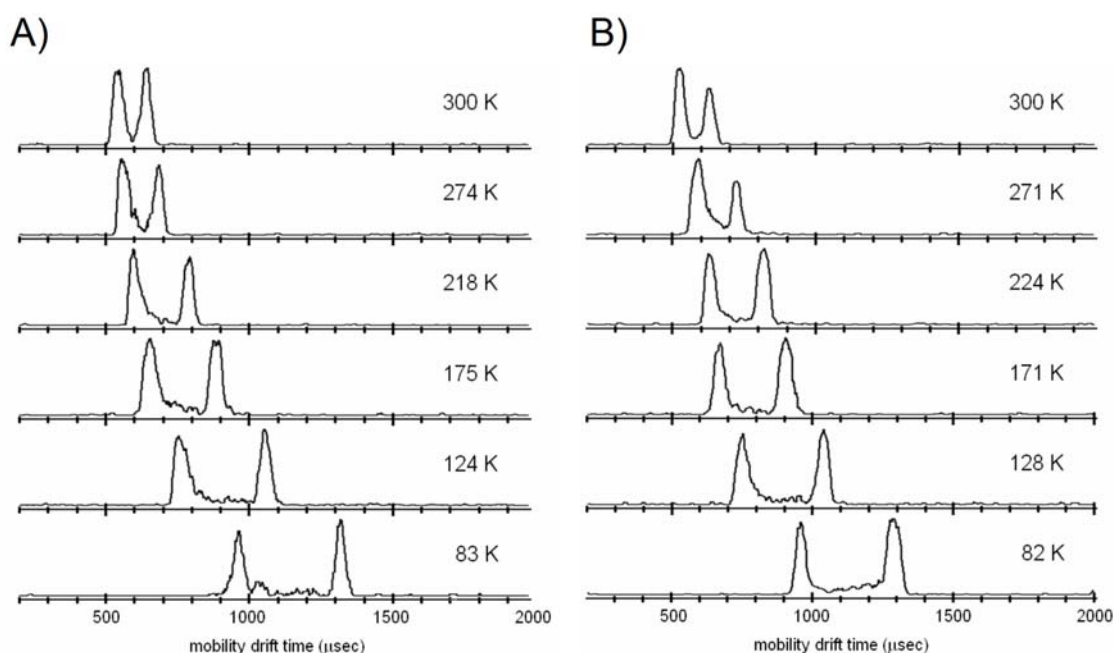 A)
300 K
274 K
218 K
175 K
124 K
83 K
500 1000 1500 2000
mobility drift time (μsec)
B)
300 K
271 K
224 K
171 K
128 K
82 K
500 1000 1500 2000
mobility drift time (μsec)